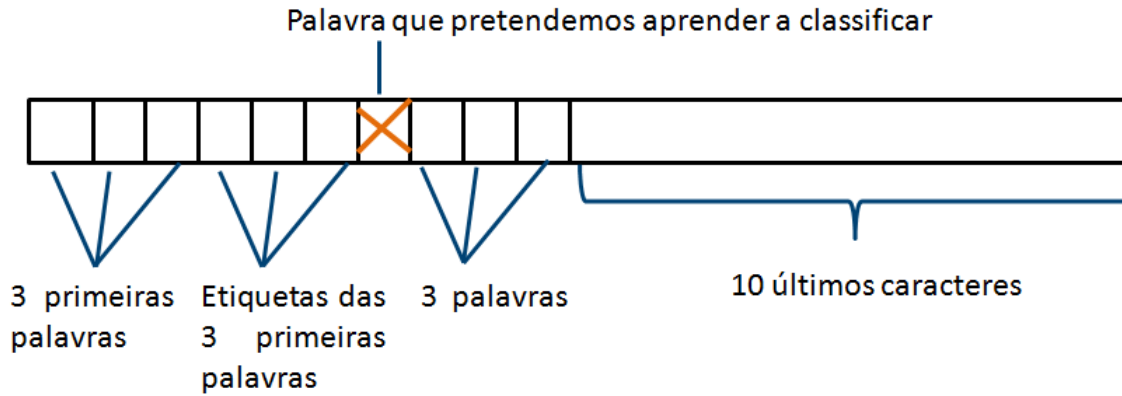 Palavra que pretendemos aprender a classificar
3 primeiras
palavras
Etiquetas das
3 primeiras
palavras
3 palavras
10 últimos caracteres